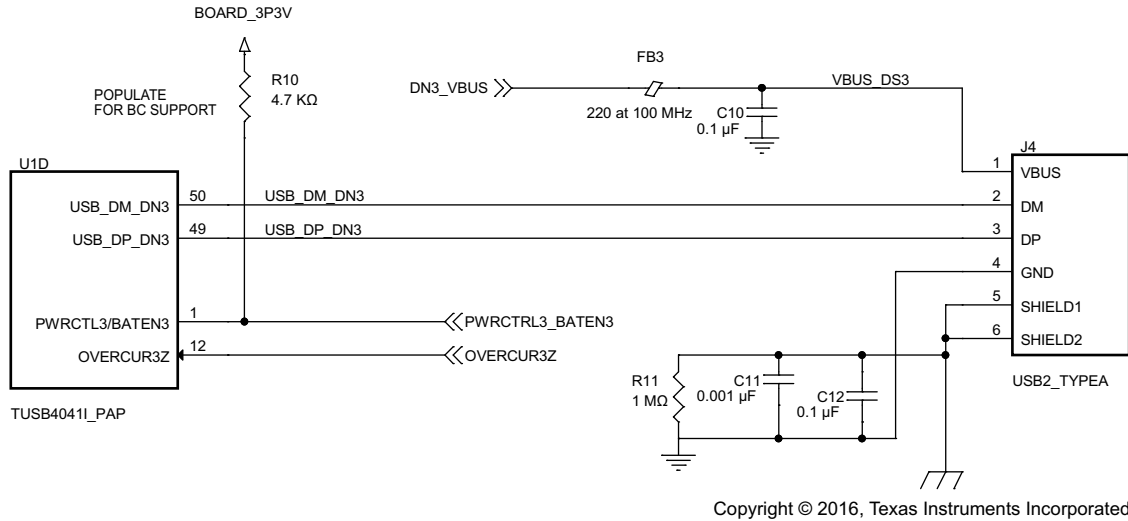 BOARD_3P3V
R10
4.7 KΩ
POPULATE
FOR BC SUPPORT
DN3_VBUS
FB3
220 at 100 MHz
C10
0.1 µF
VBUS_DS3
U1D
USB_DM_DN3
50
USB_DM_DN3
USB_DP_DN3
49
USB_DP_DN3
PWRCTL3/BATEN3
1
PWRCTRL3_BATEN3
OVERCUR3Z
12
OVERCUR3Z
TUSB4041I_PAP
J4
1
VBUS
2
DM
3
DP
4
GND
5
SHIELD1
6
SHIELD2
USB2_TYPEA
R11
1 MΩ
C11
0.001 µF
C12
0.1 µF
Copyright © 2016, Texas Instruments Incorporated